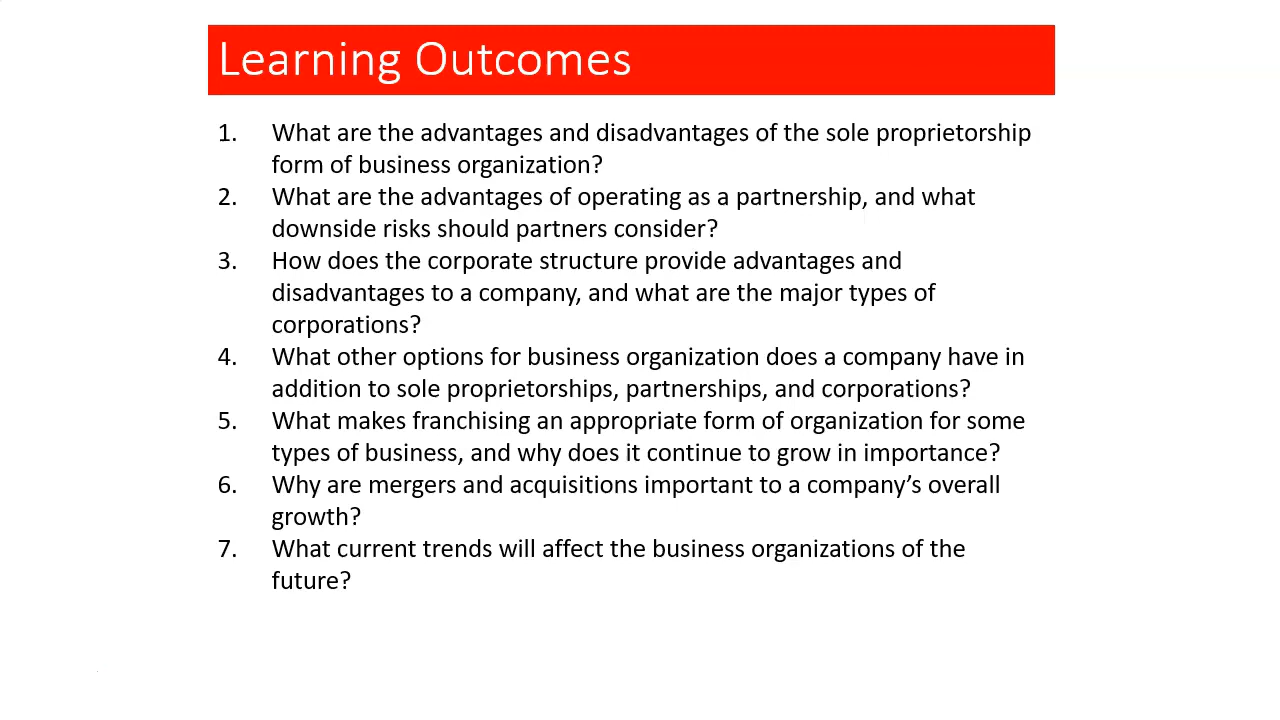 Learning Outcomes
1. What are the advantages and disadvantages of the sole proprietorship
form of business organization?
2. What are the advantages of operating as a partnership, and what
downside risks should partners consider?
3. How does the corporate structure provide advantages and
disadvantages to a company, and what are the major types of
corporations?
4. What other options for business organization does a company have in
addition to sole proprietorships, partnerships, and corporations?
5. What makes franchising an appropriate form of organization for some
types of business, and why does it continue to grow in importance?
6. Why are mergers and acquisitions important to a company’s overall
growth?
7. What current trends will affect the business organizations of the
future?